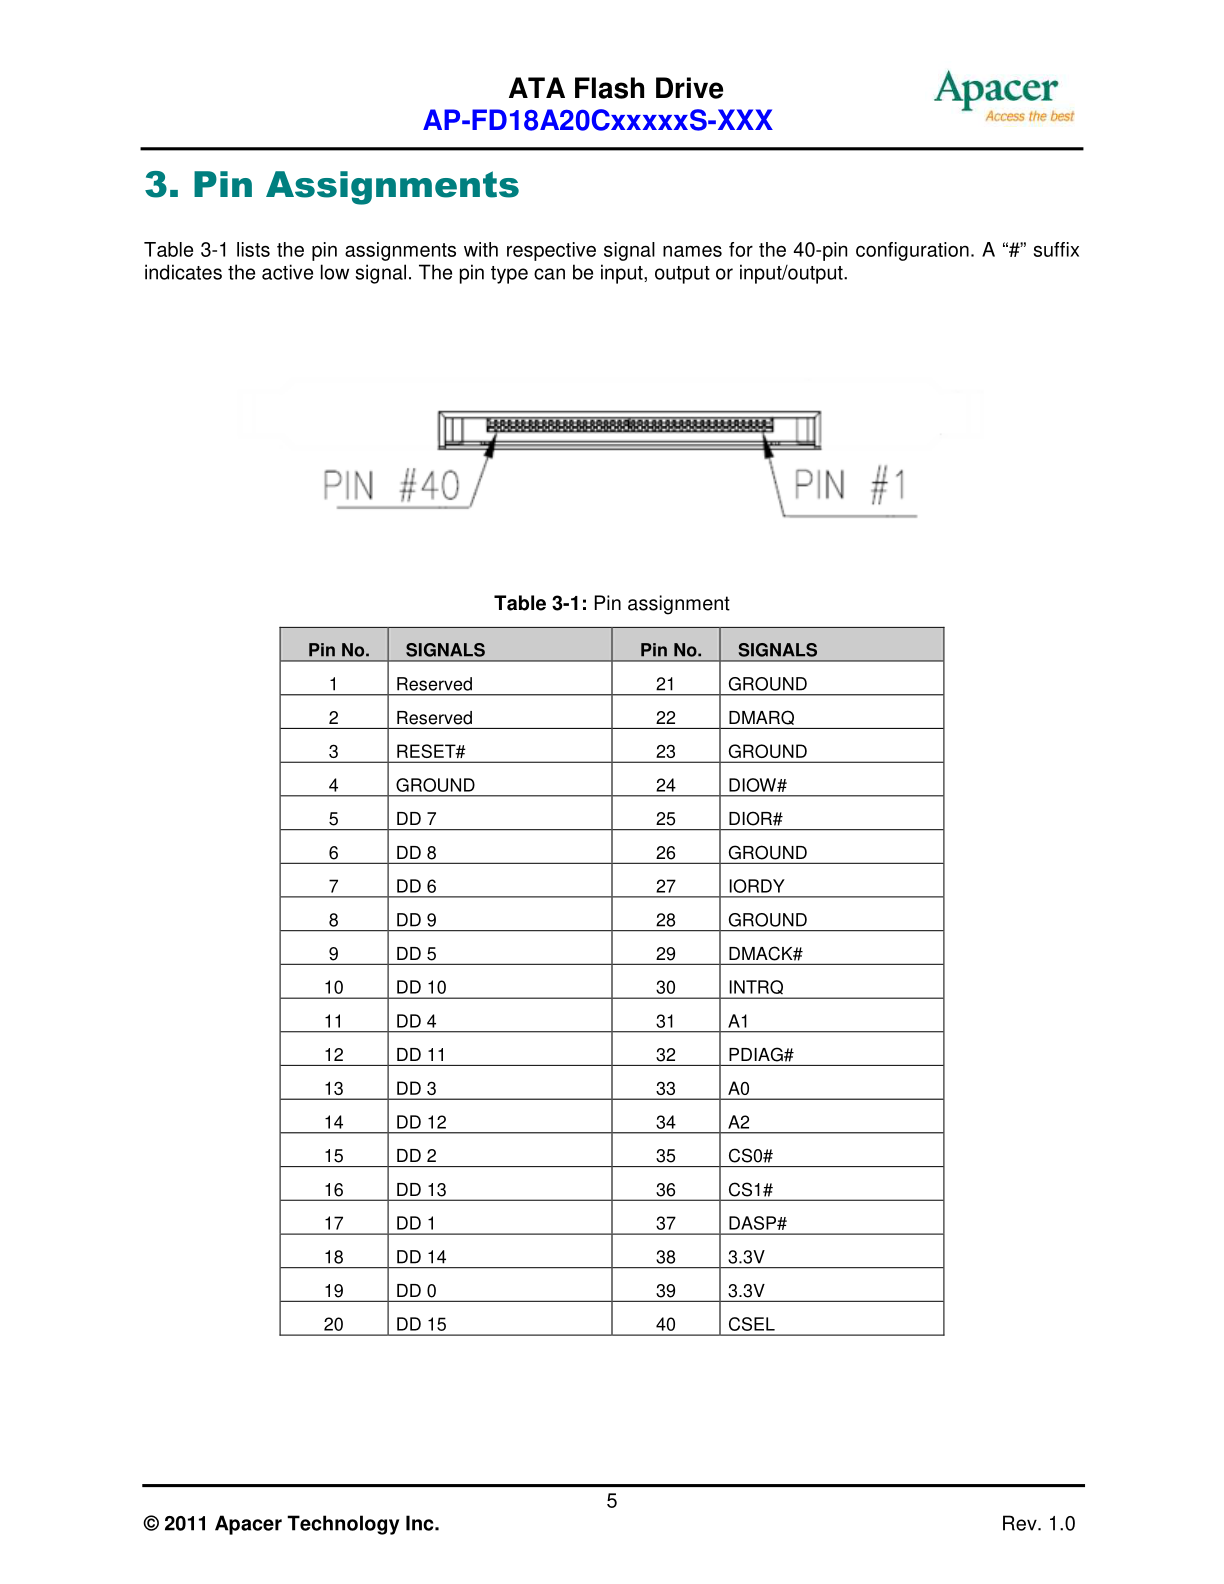 ATA Flash Drive
AP-FD18A20CxxxxxS-XXX
Apacer
Access the best
3. Pin Assignments
Table 3-1 lists the pin assignments with respective signal names for the 40-pin configuration. A “#” suffix
indicates the active low signal. The pin type can be input, output or input/output.
PIN #40
PIN #1
Table 3-1: Pin assignment
Pin No. SIGNALS Pin No. SIGNALS
1 Reserved 21 GROUND
2 Reserved 22 DMARQ
3 RESET# 23 GROUND
4 GROUND 24 DIOW#
5 DD 7 25 DIOR#
6 DD 8 26 GROUND
7 DD 6 27 IORDY
8 DD 9 28 GROUND
9 DD 5 29 DMACK#
10 DD 10 30 INTRQ
11 DD 4 31 A1
12 DD 11 32 PDIAG#
13 DD 3 33 A0
14 DD 12 34 A2
15 DD 2 35 CS0#
16 DD 13 36 CS1#
17 DD 1 37 DASP#
18 DD 14 38 3.3V
19 DD 0 39 3.3V
20 DD 15 40 CSEL
5
© 2011 Apacer Technology Inc. Rev. 1.0